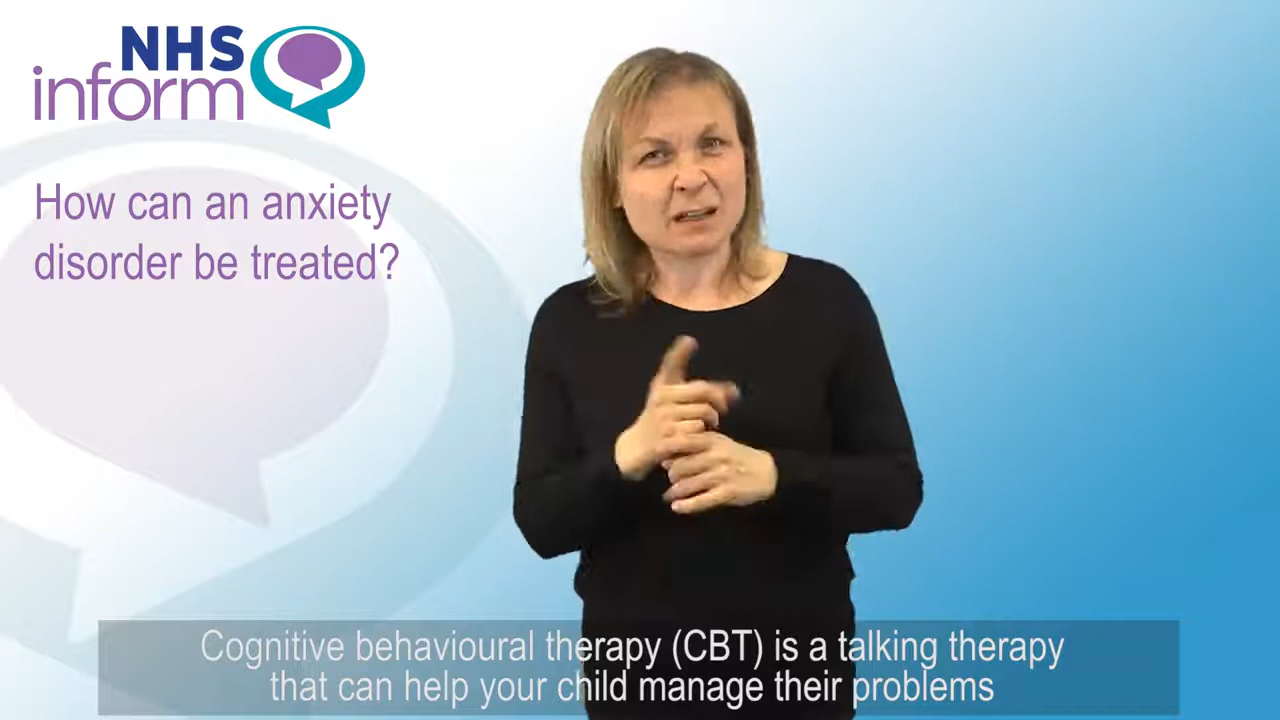 NHS
inform
How can an anxiety
disorder be treated?
Cognitive behavioural therapy (CBT) is a talking therapy
that can help your child manage their problems